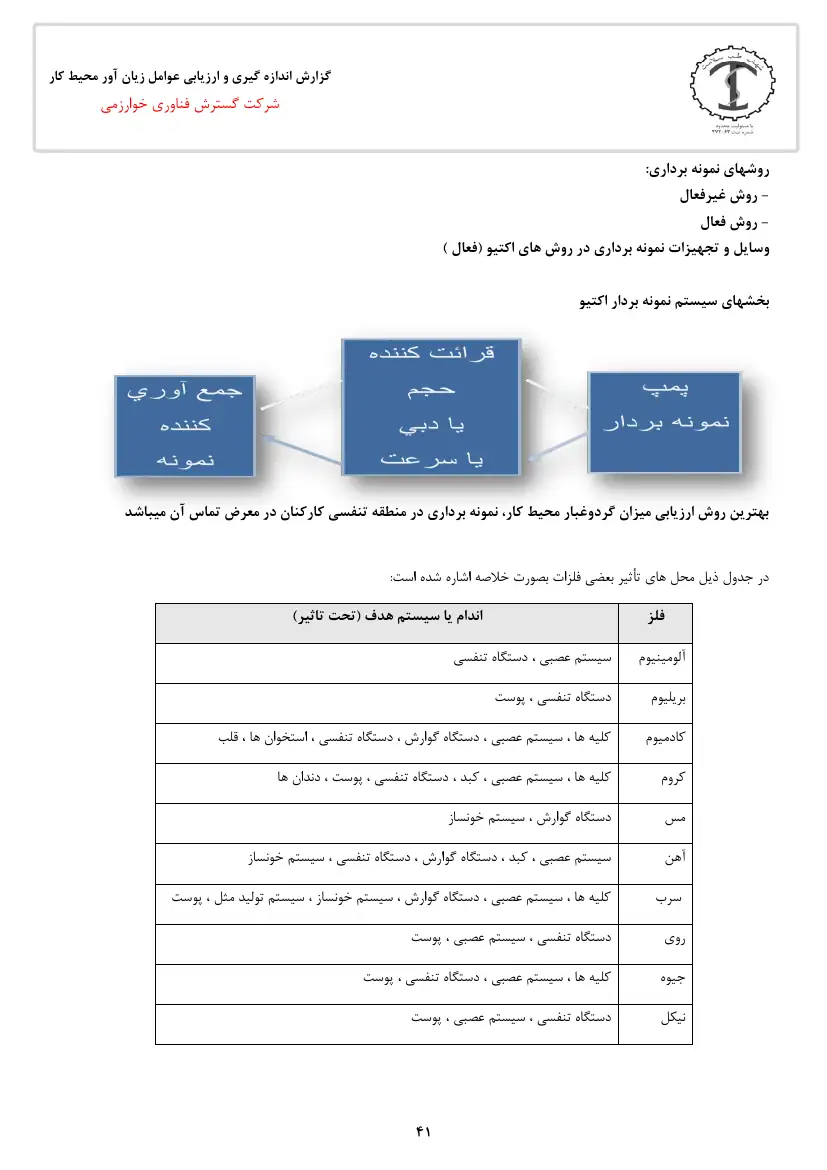 شهاب طب سلامت
با مسئولیت محدود
گزارش اندازه گیری و ارزیابی عوامل زیان آور محیط کار
شرکت گسترش فناوری خوارزمی
روشهای نمونه برداری:
- روش غیرفعال
- روش فعال
وسایل و تجهیزات نمونه برداری در روش های اکتیو (فعال )
بخشهای سیستم نمونه بردار اکتیو
پمپ
نمونه بردار
قرائت کننده
حجم
یا دبي
یا سرعت
جمع آوري
کننده
نمونه
بهترین روش ارزیابی میزان گردوغبار محیط کار، نمونه برداری در منطقه تنفسی کارکنان در معرض تماس آن میباشد
در جدول ذیل محل های تأثیر بعضی فلزات بصورت خلاصه اشاره شده است:
فلز اندام یا سیستم هدف (تحت تاثیر)
آلومینیوم سیستم عصبی ، دستگاه تنفسی
بریلیوم دستگاه تنفسی ، پوست
کادمیوم کلیه ها ، سیستم عصبی ، دستگاه گوارش ، دستگاه تنفسی ، استخوان ها ، قلب
کروم کلیه ها ، سیستم عصبی ، کبد ، دستگاه تنفسی ، پوست ، دندان ها
مس دستگاه گوارش ، سیستم خونساز
آهن سیستم عصبی ، کبد ، دستگاه گوارش ، دستگاه تنفسی ، سیستم خونساز
سرب کلیه ها ، سیستم عصبی ، دستگاه گوارش ، سیستم خونساز ، سیستم تولید مثل ، پوست
روی دستگاه تنفسی ، سیستم عصبی ، پوست
جیوه کلیه ها ، سیستم عصبی ، دستگاه تنفسی ، پوست
نیکل دستگاه تنفسی ، سیستم عصبی ، پوست
۴۱